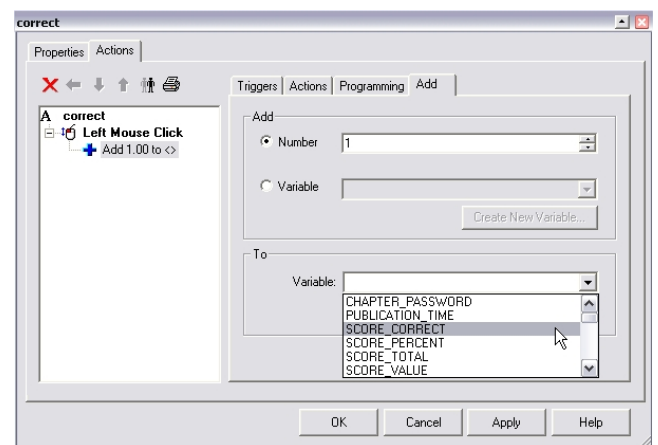 correct
Properties Actions
Triggers Actions Programming Add
A correct
Left Mouse Click
Add 1.00 to <>
Add
Number 1
Variable
Create New Variable...
To
Variable:
CHAPTER_PASSWORD
PUBLICATION_TIME
SCORE_CORRECT
SCORE_PERCENT
SCORE_TOTAL
SCORE_VALUE
OK Cancel Apply Help